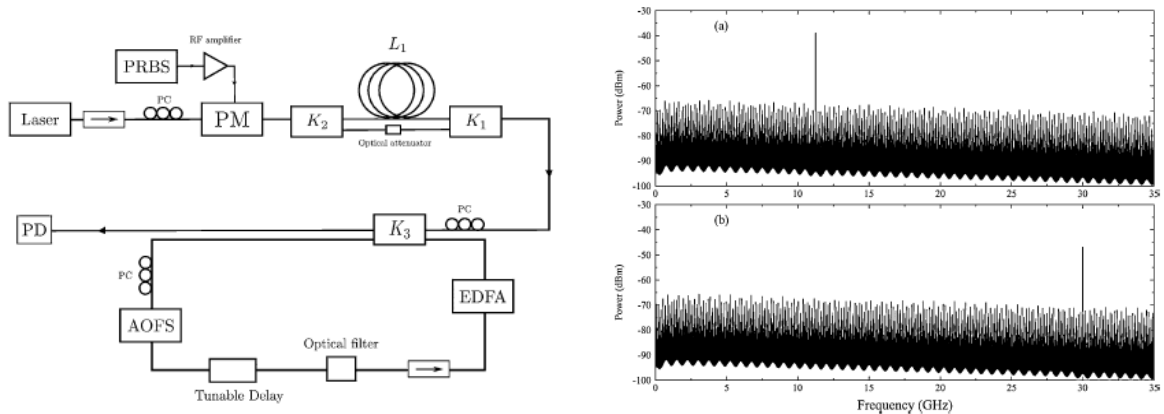 RF amplifier
PRBS
L₁
PC
Laser
PM
K₂
K₁
Optical attenuator
PC
PD
K₃
PC
EDFA
AOFS
Optical filter
Tunable Delay
-30
(a)
-40
-50
Power (dBm)
-60
-70
-80
-90
-100
0 5 10 15 20 25 30 35
-30
(b)
-40
-50
Power (dBm)
-60
-70
-80
-90
-100
0 5 10 15 20 25 30 35
Frequency (GHz)